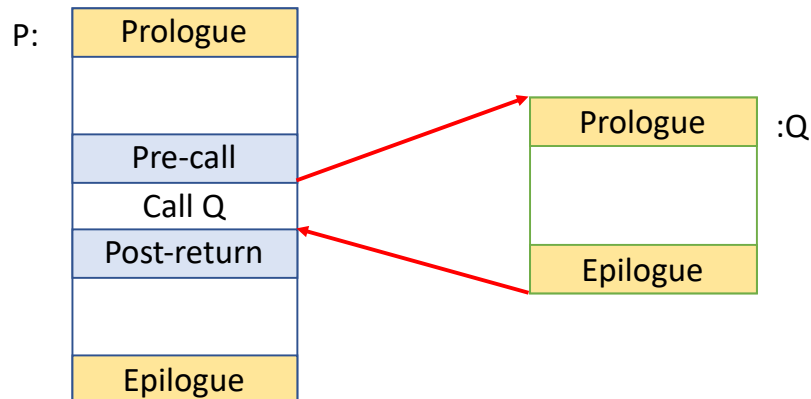 P:
Prologue
Pre-call
Call Q
Post-return
Epilogue
Prologue
:Q
Epilogue